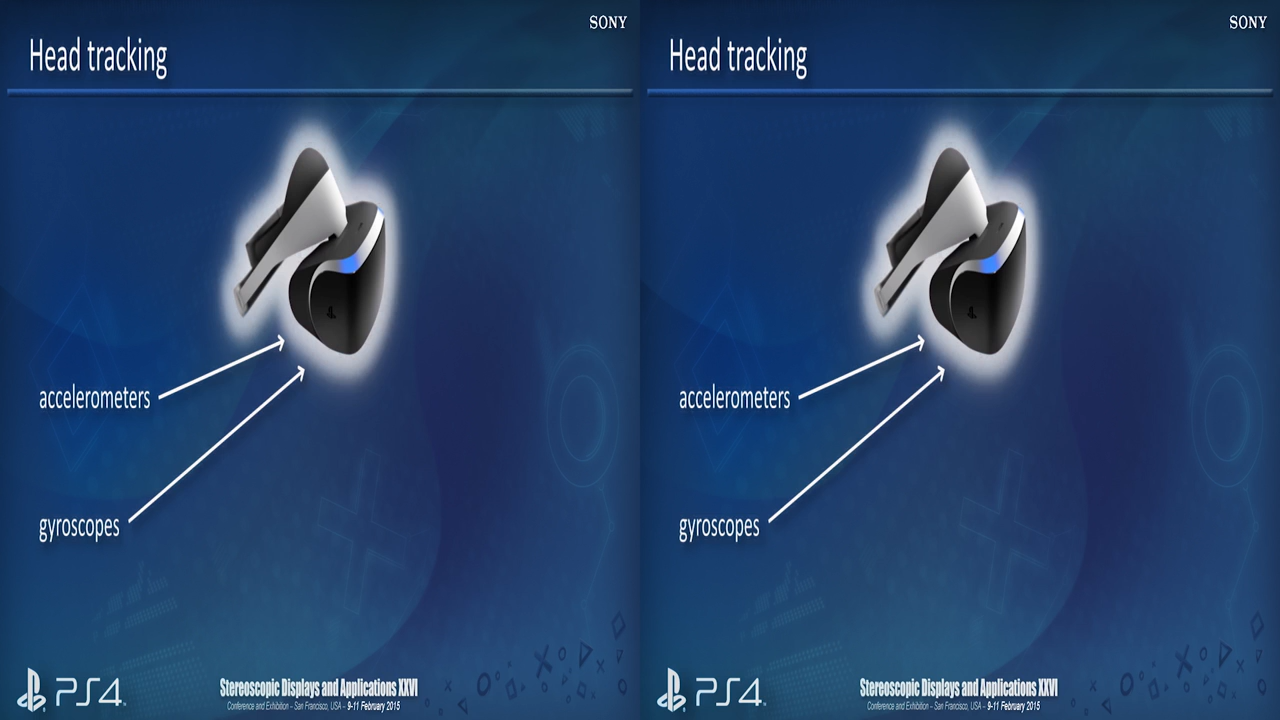 SONY
Head tracking
accelerometers
gyroscopes
PS4
Stereoscopic Displays and Applications XXVI
Conference and Exhibition – San Francisco, USA – 9-11 February 2015
SONY
Head tracking
accelerometers
gyroscopes
PS4
Stereoscopic Displays and Applications XXVI
Conference and Exhibition – San Francisco, USA – 9-11 February 2015